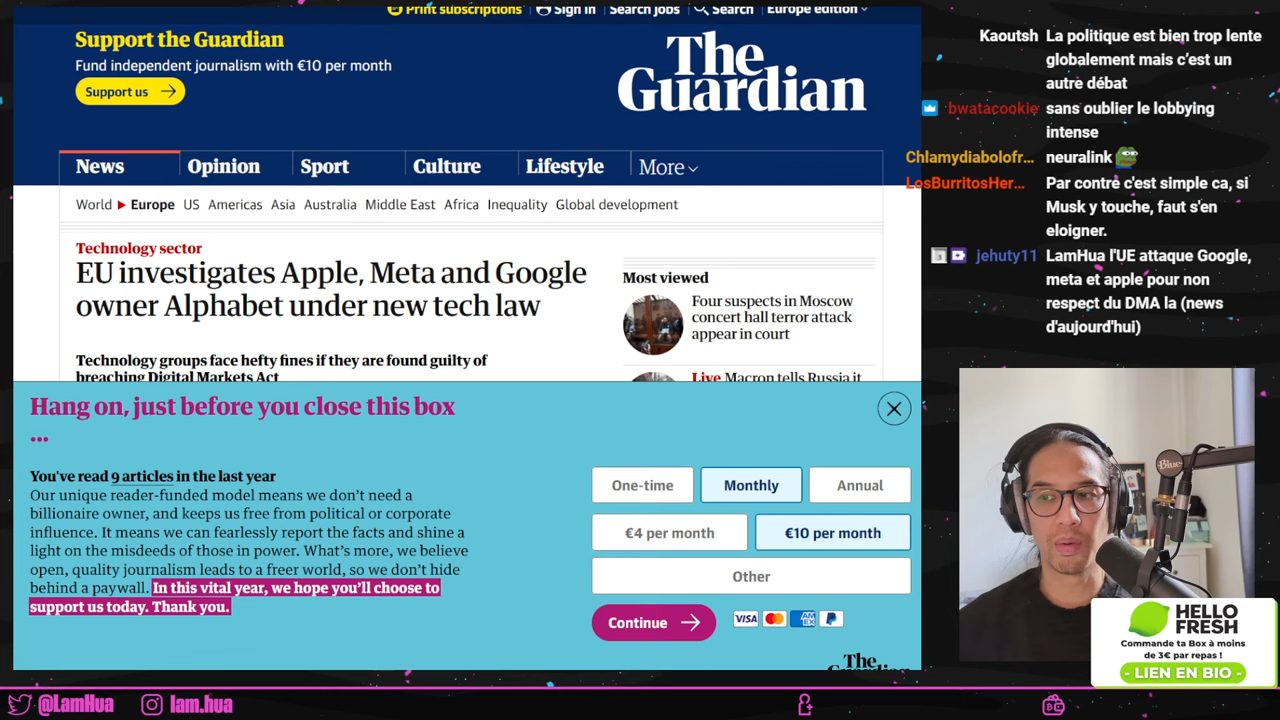 Print subscriptions
Sign in
Search jobs
Search
Europe edition
Support the Guardian
Fund independent journalism with €10 per month
Support us
The
Guardian
News
Opinion
Sport
Culture
Lifestyle
More
World
Europe
US
Americas
Asia
Australia
Middle East
Africa
Inequality
Global development
Technology sector
EU investigates Apple, Meta and Google
owner Alphabet under new tech law
Technology groups face hefty fines if they are found guilty of
breaching Digital Markets Act
Most viewed
Four suspects in Moscow
concert hall terror attack
appear in court
Live Macron tells Russia it
Hang on, just before you close this box
...
You've read 9 articles in the last year
Our unique reader-funded model means we don't need a
billionaire owner, and keeps us free from political or corporate
influence. It means we can fearlessly report the facts and shine a
light on the misdeeds of those in power. What's more, we believe
open, quality journalism leads to a freer world, so we don't hide
behind a paywall. In this vital year, we hope you'll choose to
support us today. Thank you.
One-time
Monthly
Annual
€4 per month
€10 per month
Other
Continue
VISA
AM
EX
The
Guardian
Kaoutsh La politique est bien trop lente
globalement mais c'est un
autre débat
bwatacookie sans oublier le lobbying
intense
Chlamydiabolofr... neuralink
LosBurritosHer... Par contre c'est simple ca, si
Musk y touche, faut s'en
eloigner.
jehuty11 LamHua l'UE attaque Google,
meta et apple pour non
respect du DMA la (news
d'aujourd'hui)
Blue
HELLO
FRESH
Commande ta Box à moins
de 3€ par repas !
- LIEN EN BIO -
@LamHua
lam.hua